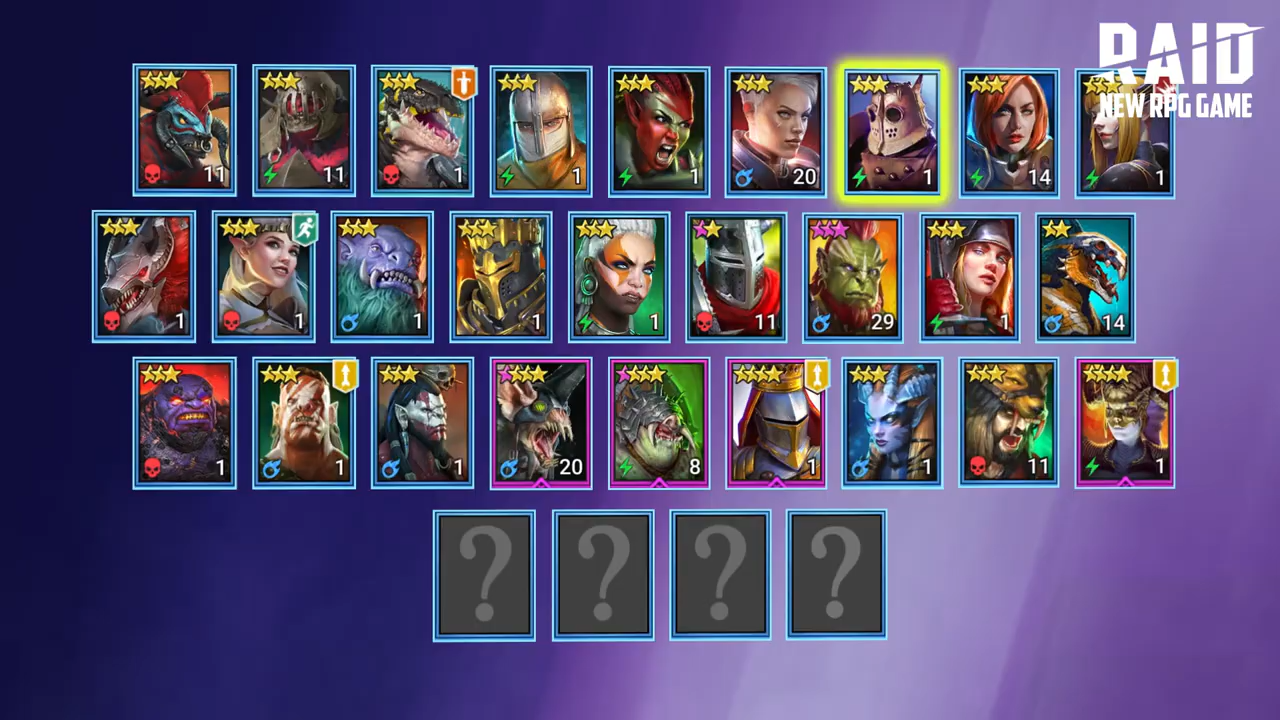 RAID
NEW RPG GAME
11 11 1 1 1 20 1 14 1
1 1 1 1 1 11 29 1 14
1 1 1 20 8 1 1 11 1
? ? ? ?